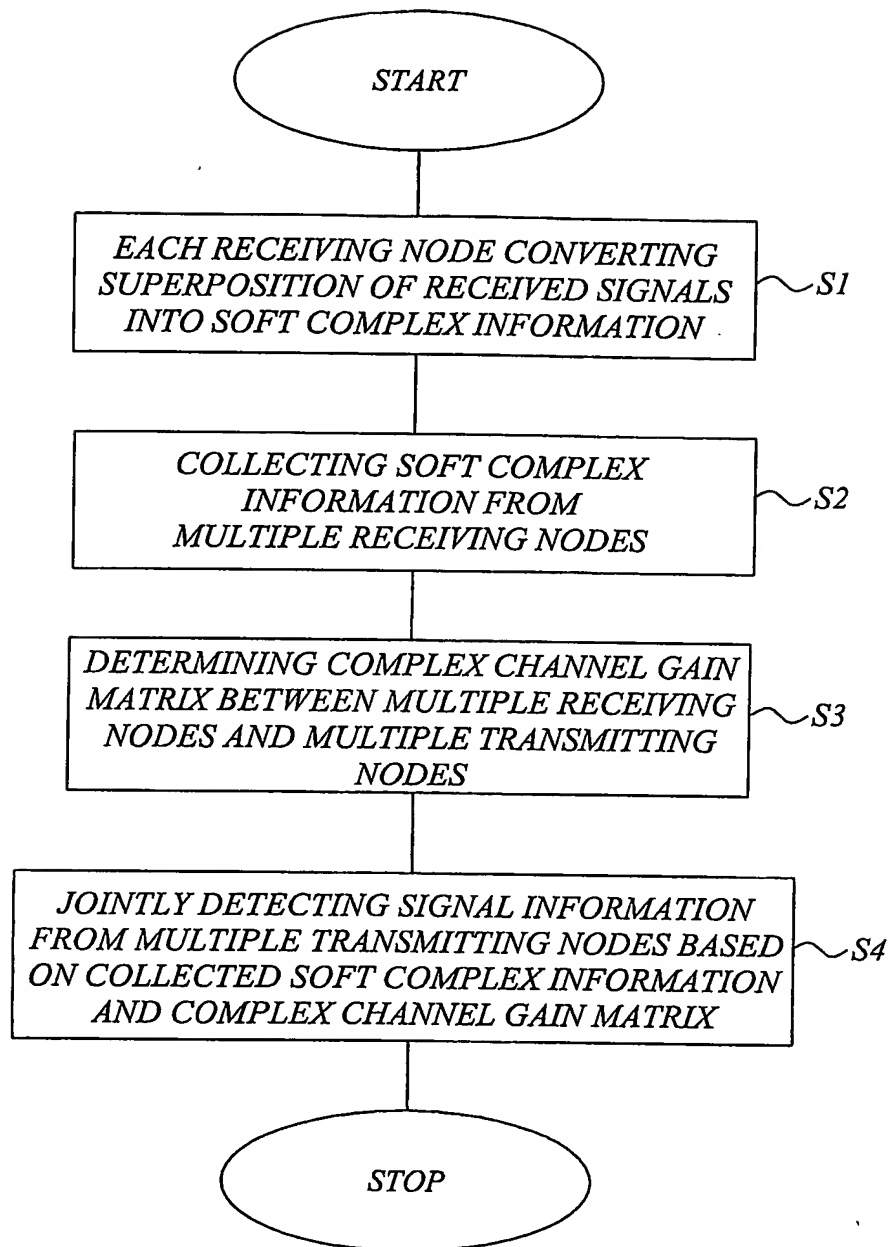 START
EACH RECEIVING NODE CONVERTING
SUPERPOSITION OF RECEIVED SIGNALS
INTO SOFT COMPLEX INFORMATION
S1
COLLECTING SOFT COMPLEX
INFORMATION FROM
MULTIPLE RECEIVING NODES
S2
DETERMINING COMPLEX CHANNEL GAIN
MATRIX BETWEEN MULTIPLE RECEIVING
NODES AND MULTIPLE TRANSMITTING
NODES
S3
JOINTLY DETECTING SIGNAL INFORMATION
FROM MULTIPLE TRANSMITTING NODES BASED
ON COLLECTED SOFT COMPLEX INFORMATION
AND COMPLEX CHANNEL GAIN MATRIX
S4
STOP